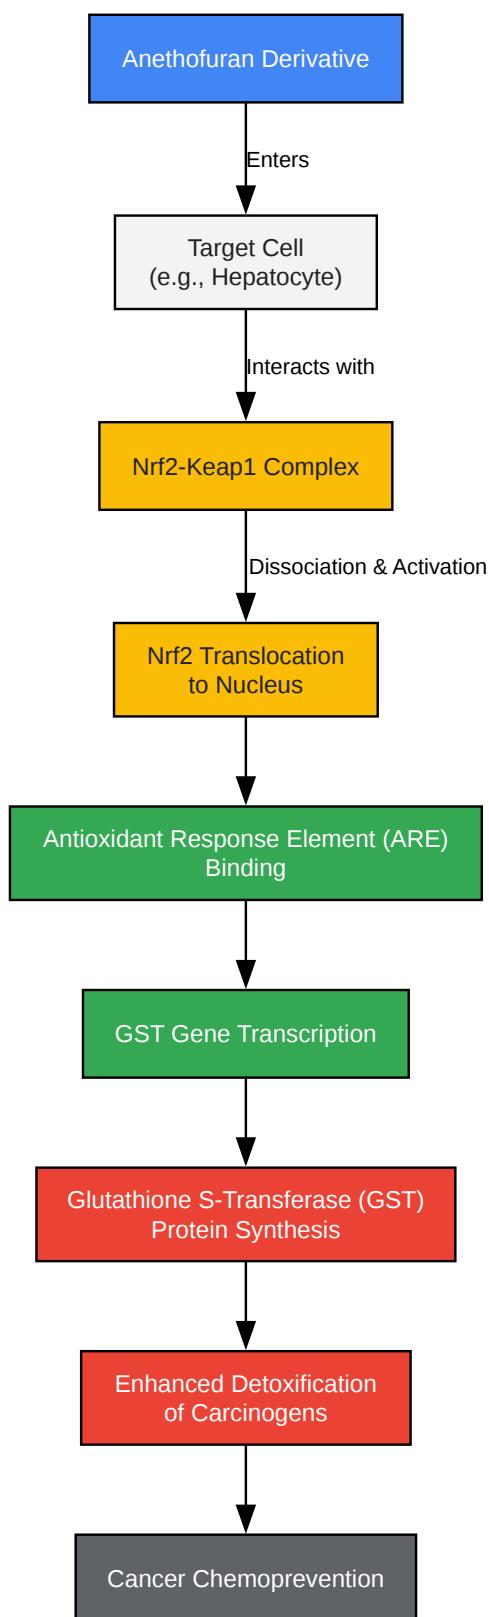 Anethofuran Derivative
Enters
Target Cell
(e.g., Hepatocyte)
Interacts with
Nrf2-Keap1 Complex
Dissociation & Activation
Nrf2 Translocation
to Nucleus
Antioxidant Response Element (ARE)
Binding
GST Gene Transcription
Glutathione S-Transferase (GST)
Protein Synthesis
Enhanced Detoxification
of Carcinogens
Cancer Chemoprevention